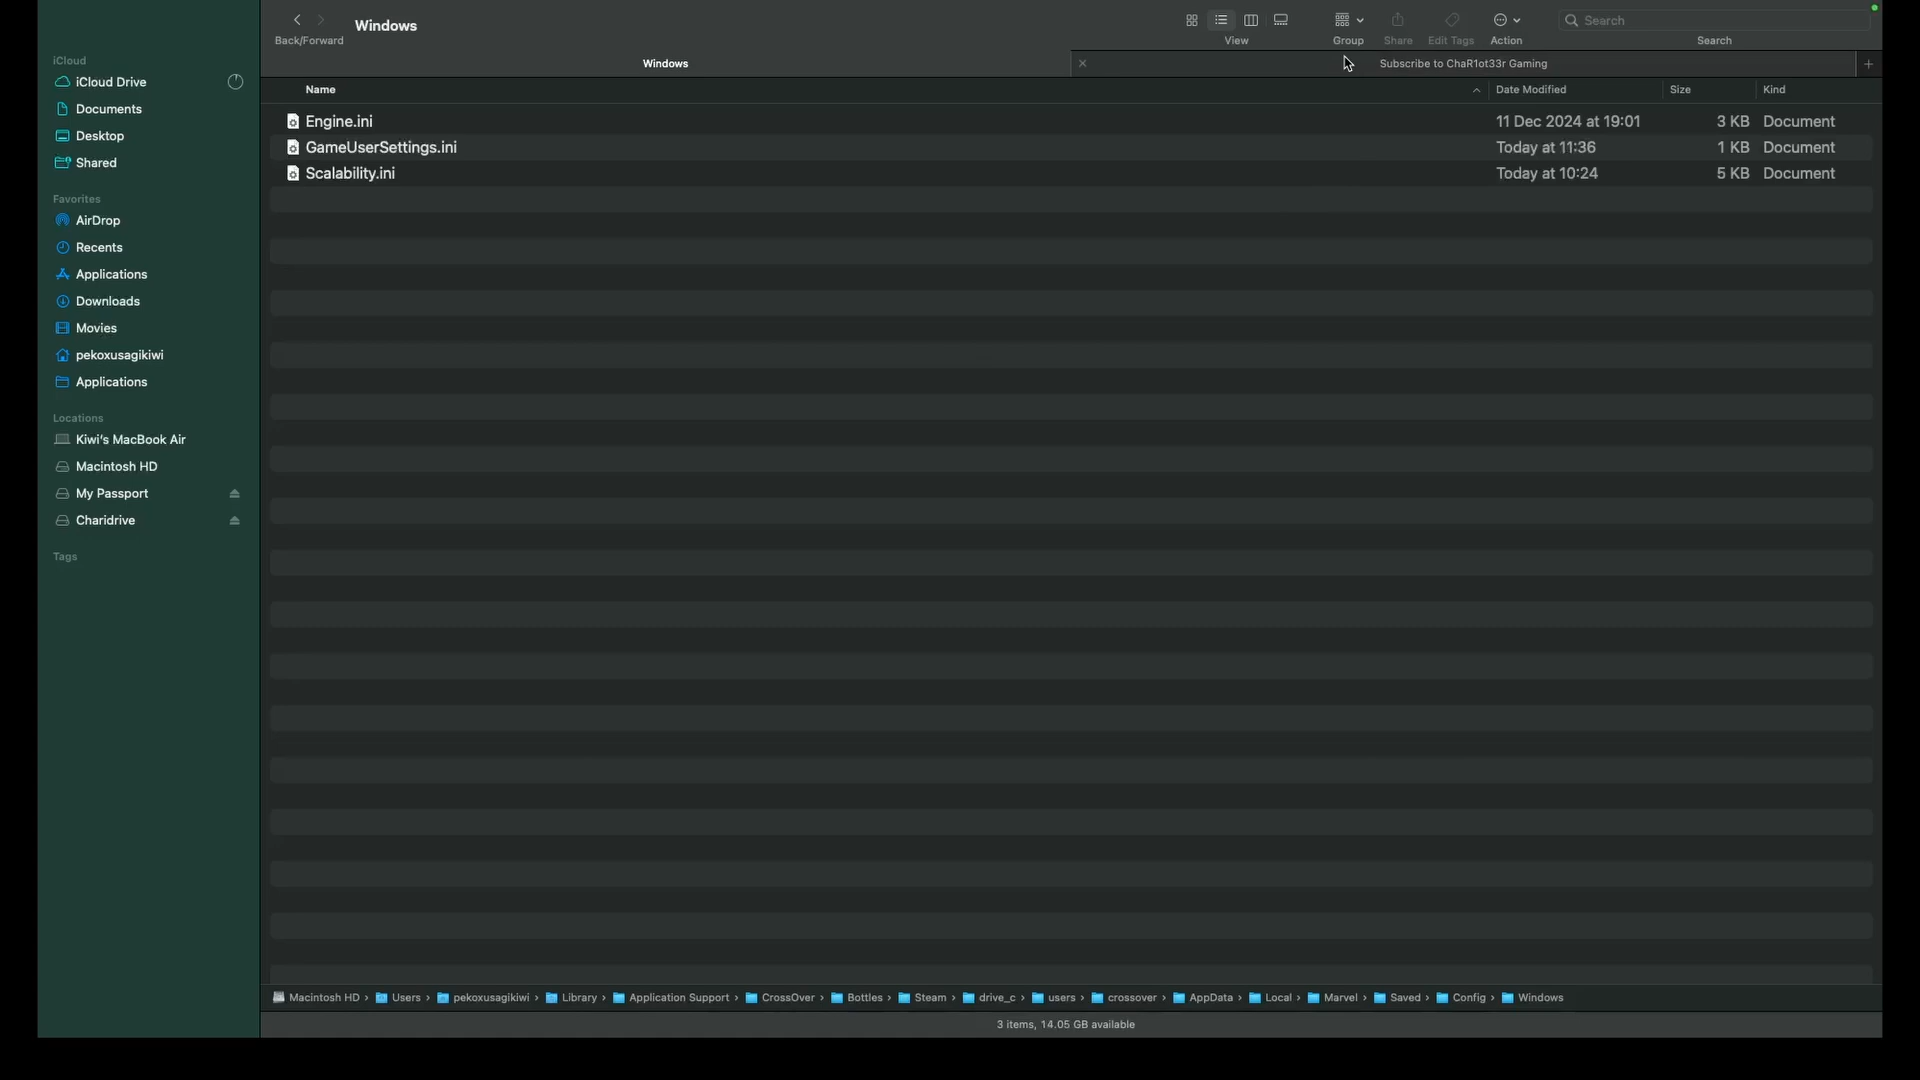 Windows
Back/Forward
View
Group
Share
Edit Tags
Action
Search
Search
Windows
Subscribe to ChaR1ot33r Gaming
iCloud
iCloud Drive
Documents
Desktop
Shared
Favorites
AirDrop
Recents
Applications
Downloads
Movies
pekoxusagikiwi
Applications
Locations
Kiwi's MacBook Air
Macintosh HD
My Passport
Charidrive
Tags
Name Date Modified Size Kind
Engine.ini 11 Dec 2024 at 19:01 3 KB Document
GameUserSettings.ini Today at 11:36 1 KB Document
Scalability.ini Today at 10:24 5 KB Document
Macintosh HD › Users › pekoxusagikiwi › Library › Application Support › CrossOver › Bottles › Steam › drive_c › users › crossover › AppData › Local › Marvel › Saved › Config › Windows
3 items, 14.05 GB available